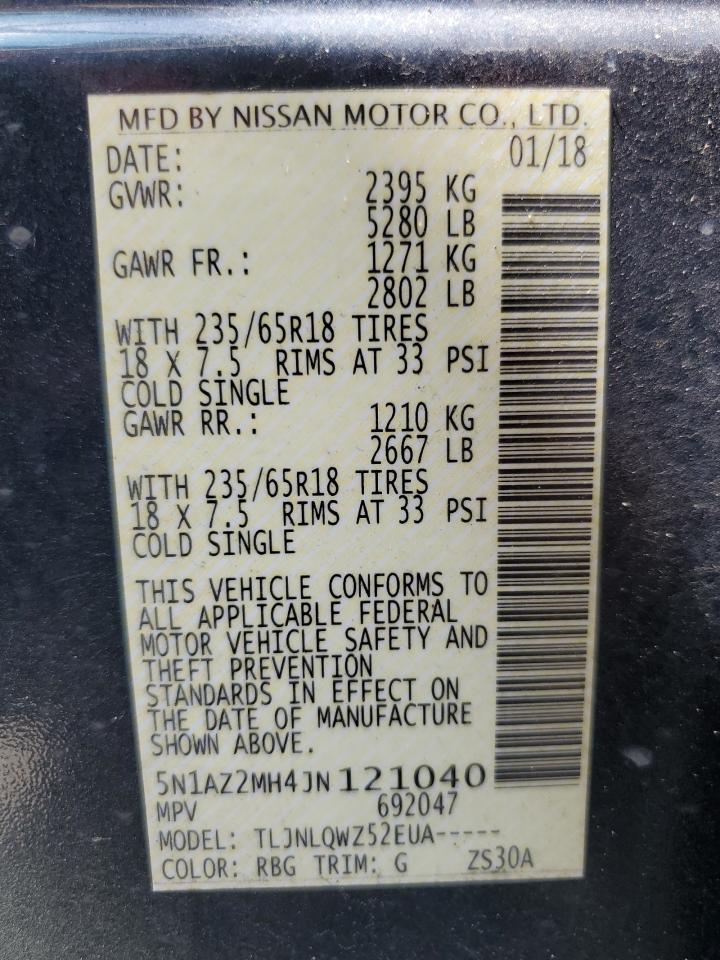 MFD BY NISSAN MOTOR CO., LTD.
DATE: 01/18
GVWR: 2395 KG
5280 LB
GAWR FR.: 1271 KG
2802 LB
WITH 235/65R18 TIRES
18 X 7.5 RIMS AT 33 PSI
COLD SINGLE
GAWR RR.: 1210 KG
2667 LB
WITH 235/65R18 TIRES
18 X 7.5 RIMS AT 33 PSI
COLD SINGLE
THIS VEHICLE CONFORMS TO
ALL APPLICABLE FEDERAL
MOTOR VEHICLE SAFETY AND
THEFT PREVENTION
STANDARDS IN EFFECT ON
THE DATE OF MANUFACTURE
SHOWN ABOVE.
5N1AZ2MH4JN121040
MPV 692047
MODEL: TLJNLQWZ52EUA-----
COLOR: RBG TRIM: G ZS30A